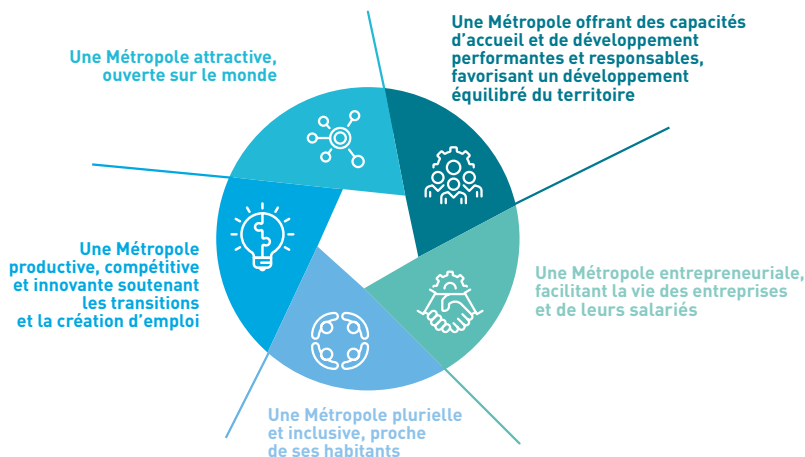 Une Métropole attractive,
ouverte sur le monde
Une Métropole offrant des capacités
d’accueil et de développement
performantes et responsables,
favorisant un développement
équilibré du territoire
Une Métropole entrepreneuriale,
facilitant la vie des entreprises
et de leurs salariés
Une Métropole plurielle
et inclusive, proche
de ses habitants
Une Métropole
productive, compétitive
et innovante soutenant
les transitions
et la création d’emploi